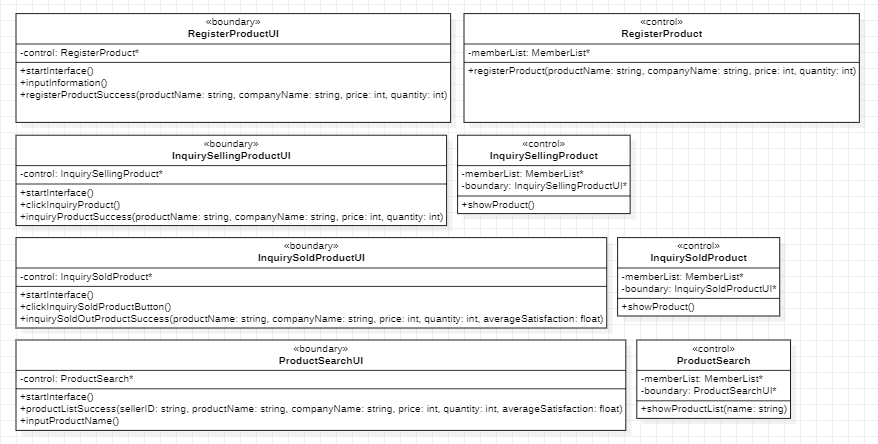 «boundary»
RegisterProductUI
-control: RegisterProduct*
+startInterface()
+inputInformation()
+registerProductSuccess(productName: string, companyName: string, price: int, quantity: int)
«control»
RegisterProduct
-memberList: MemberList*
+registerProduct(productName: string, companyName: string, price: int, quantity: int)
«boundary»
InquirySellingProductUI
-control: InquirySellingProduct*
+startInterface()
+clickInquiryProduct()
+inquiryProductSuccess(productName: string, companyName: string, price: int, quantity: int)
«control»
InquirySellingProduct
-memberList: MemberList*
-boundary: InquirySellingProductUI*
+showProduct()
«boundary»
InquirySoldProductUI
-control: InquirySoldProduct*
+startInterface()
+clickInquirySoldProductButton()
+inquirySoldOutProductSuccess(productName: string, companyName: string, price: int, quantity: int, averageSatisfaction: float)
«control»
InquirySoldProduct
-memberList: MemberList*
-boundary: InquirySoldProductUI*
+showProduct()
«boundary»
ProductSearchUI
-control: ProductSearch*
+startInterface()
+productListSuccess(sellerID: string, productName: string, companyName: string, price: int, quantity: int, averageSatisfaction: float)
+inputProductName()
«control»
ProductSearch
-memberList: MemberList*
-boundary: ProductSearchUI*
+showProductList(name: string)